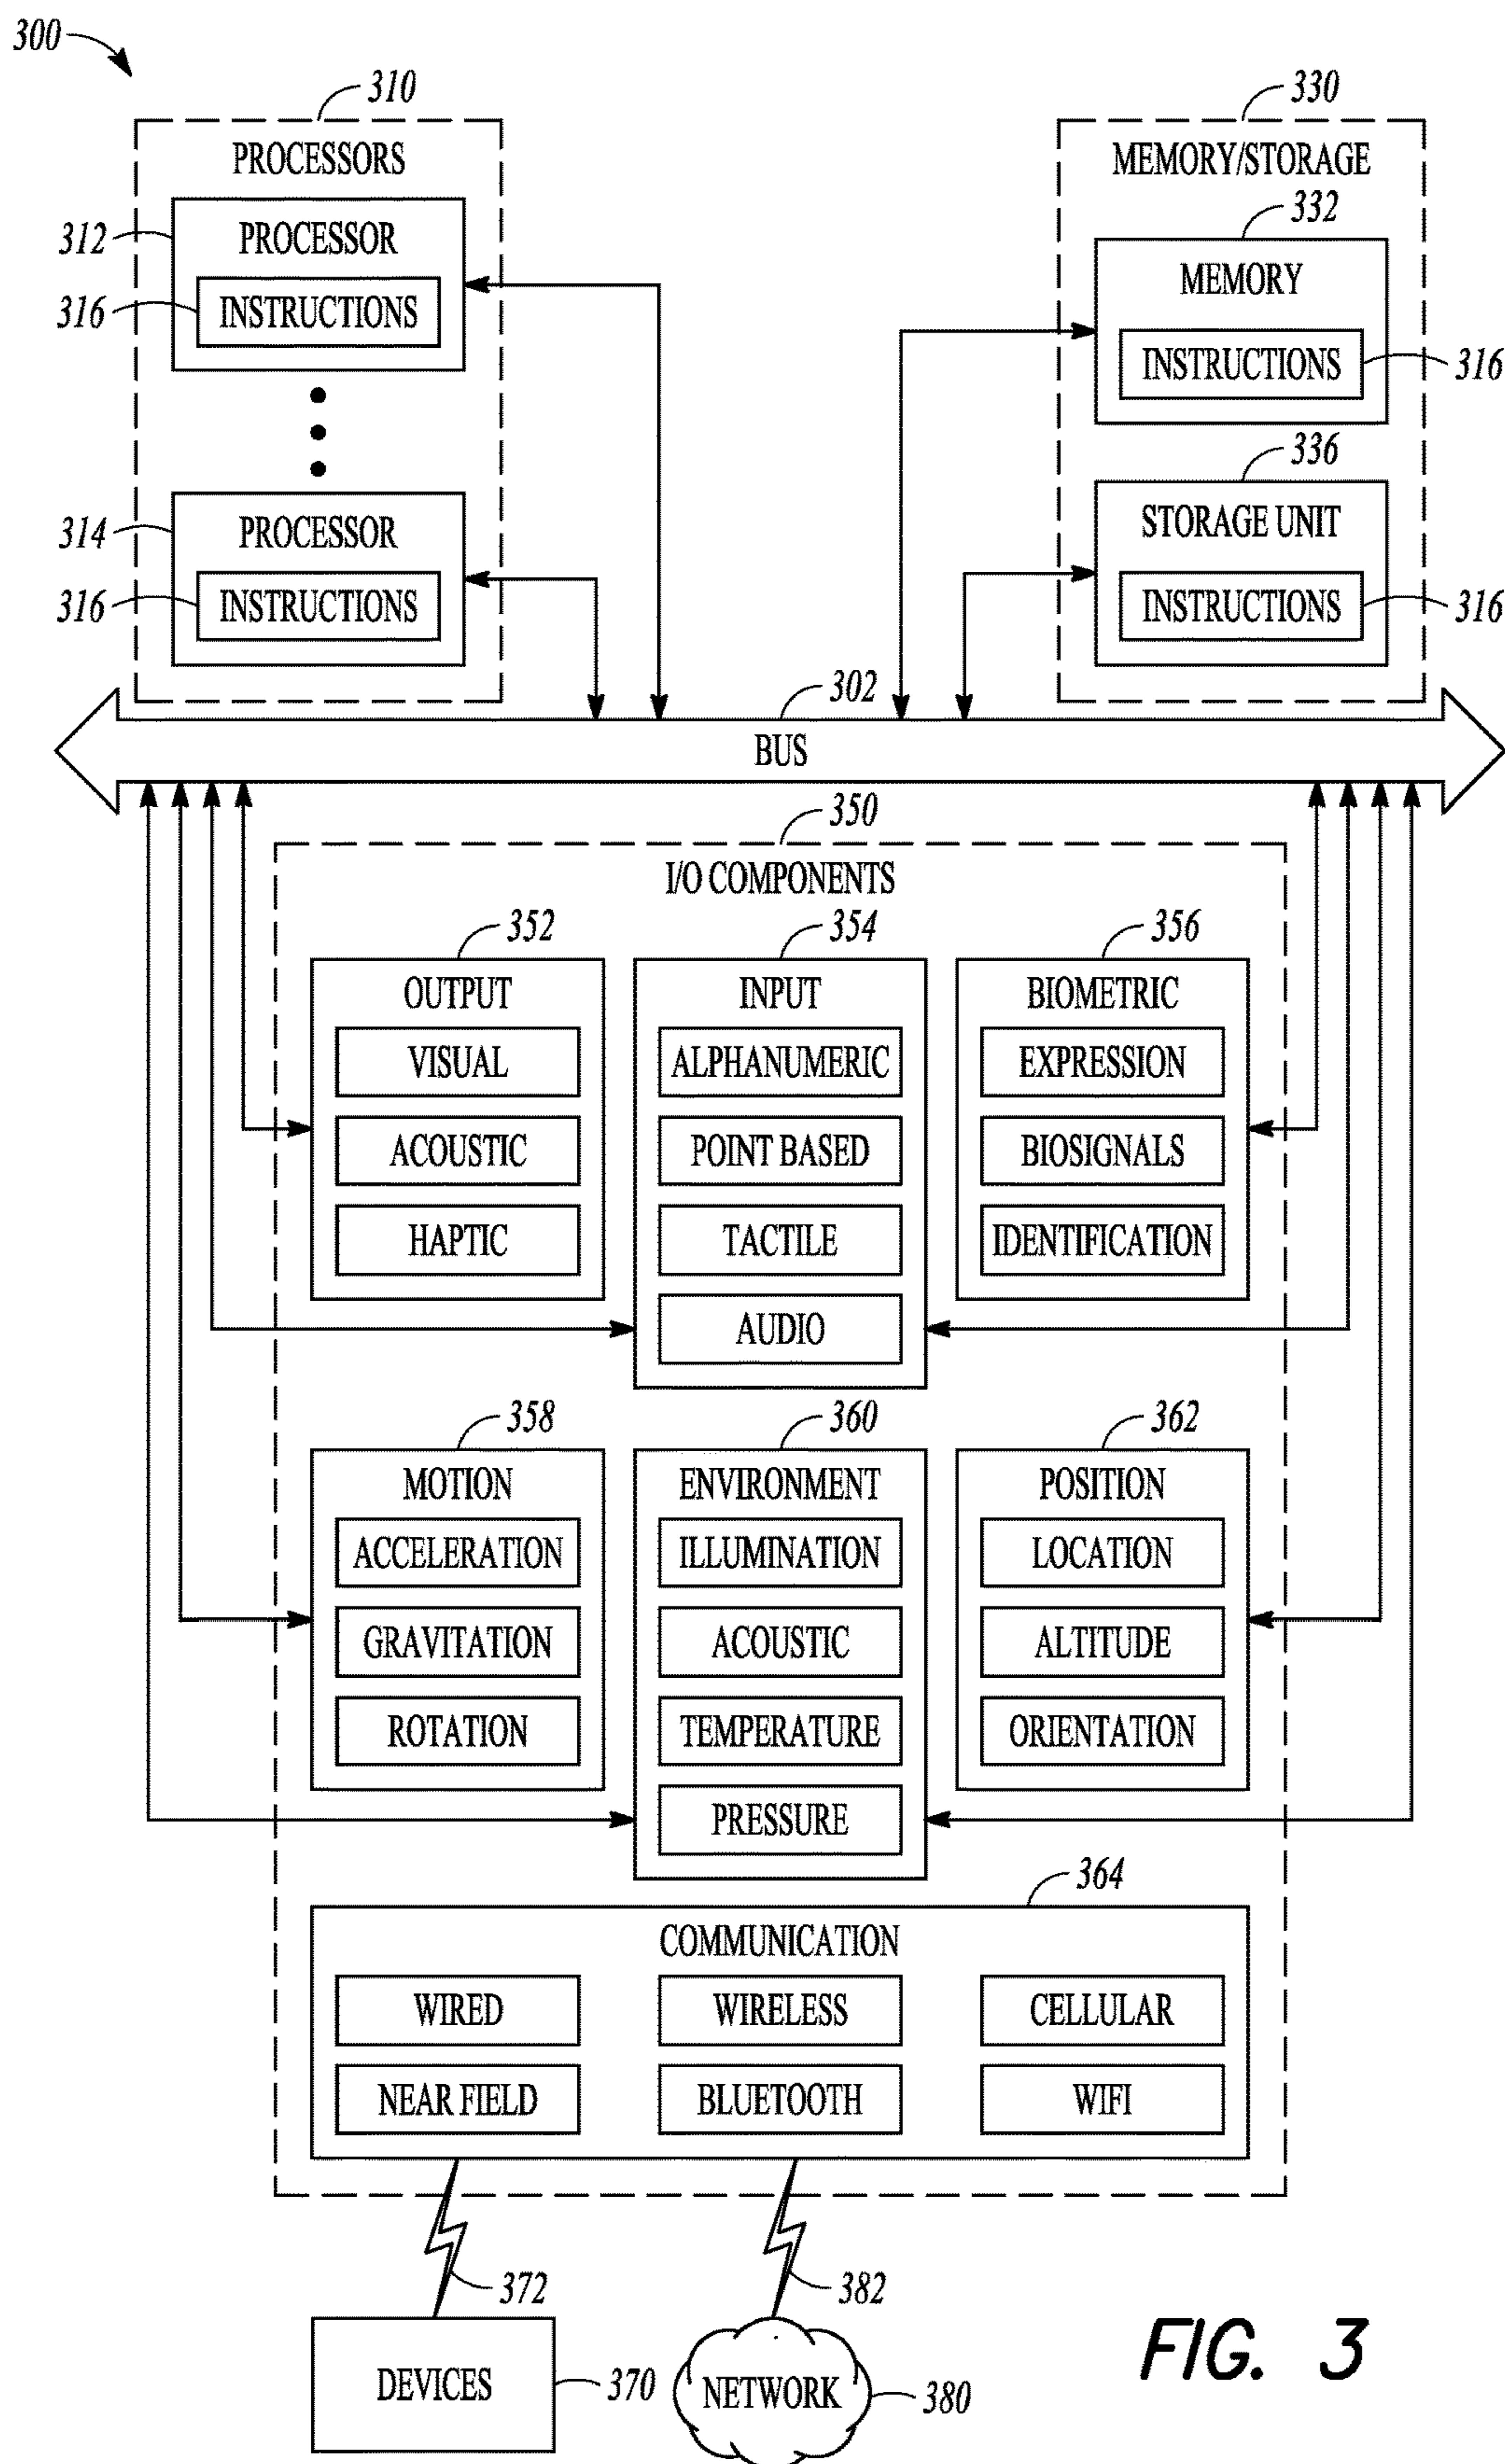 300
310
330
PROCESSORS
MEMORY/STORAGE
312
PROCESSOR
332
316
INSTRUCTIONS
MEMORY
INSTRUCTIONS
316
336
314
PROCESSOR
STORAGE UNIT
316
INSTRUCTIONS
INSTRUCTIONS
316
302
BUS
350
I/O COMPONENTS
352
354
356
OUTPUT
INPUT
BIOMETRIC
VISUAL
ALPHANUMERIC
EXPRESSION
ACOUSTIC
POINT BASED
BIOSIGNALS
HAPTIC
TACTILE
IDENTIFICATION
AUDIO
358
360
362
MOTION
ENVIRONMENT
POSITION
ACCELERATION
ILLUMINATION
LOCATION
GRAVITATION
ACOUSTIC
ALTITUDE
ROTATION
TEMPERATURE
ORIENTATION
PRESSURE
364
COMMUNICATION
WIRED
WIRELESS
CELLULAR
NEAR FIELD
BLUETOOTH
WIFI
372
382
DEVICES
370
NETWORK
380
FIG. 3